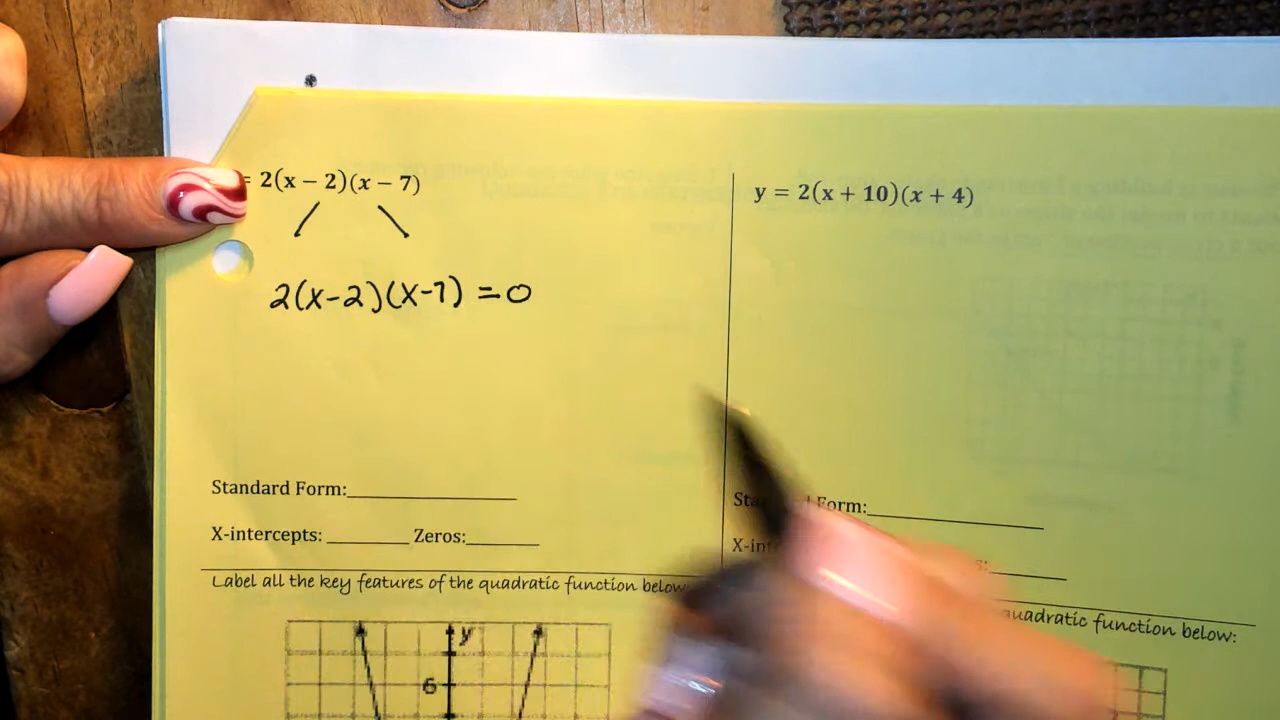 = 2(x − 2)(x − 7)
2(x-2)(x-7) = 0
Standard Form:
X-intercepts: Zeros:
Label all the key features of the quadratic function below
y
6
y = 2(x + 10)(x + 4)
Form:
quadratic function below: